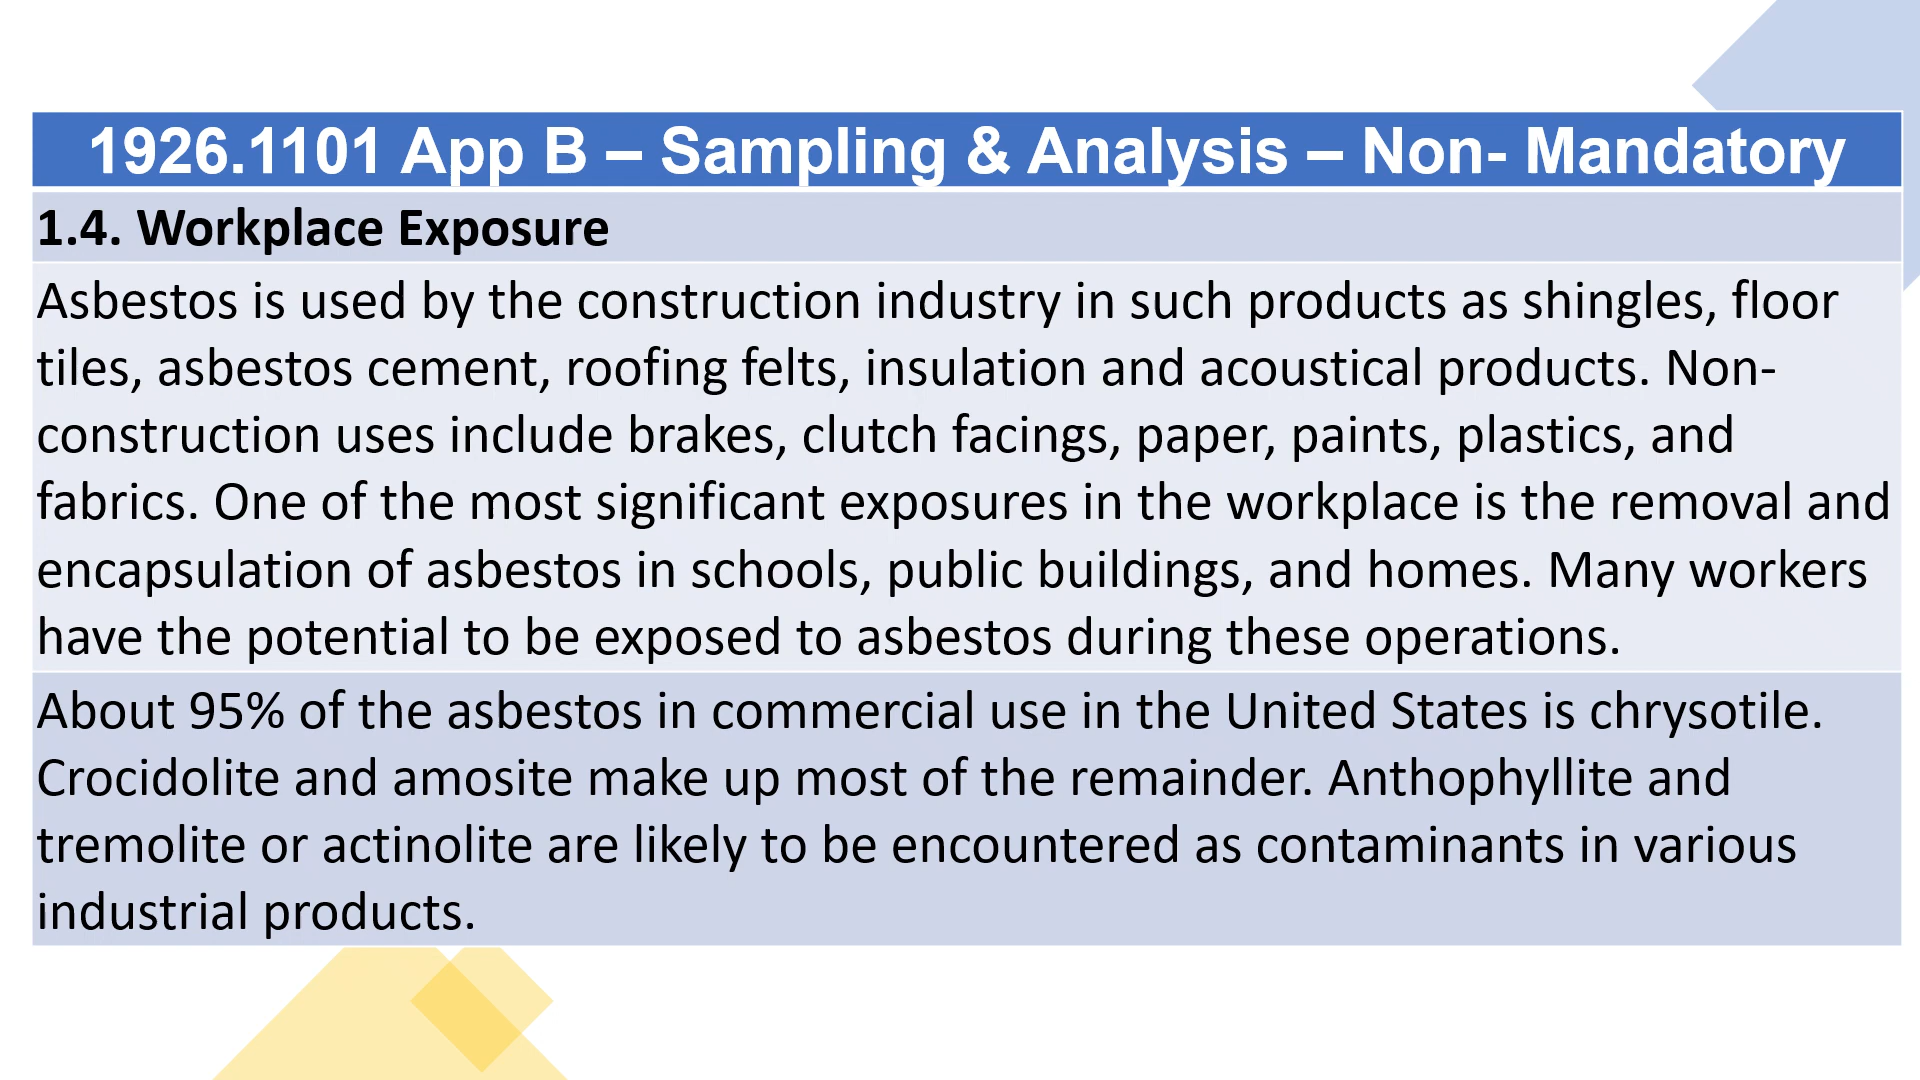 1926.1101 App B – Sampling & Analysis – Non- Mandatory
1.4. Workplace Exposure
Asbestos is used by the construction industry in such products as shingles, floor
tiles, asbestos cement, roofing felts, insulation and acoustical products. Non-
construction uses include brakes, clutch facings, paper, paints, plastics, and
fabrics. One of the most significant exposures in the workplace is the removal and
encapsulation of asbestos in schools, public buildings, and homes. Many workers
have the potential to be exposed to asbestos during these operations.
About 95% of the asbestos in commercial use in the United States is chrysotile.
Crocidolite and amosite make up most of the remainder. Anthophyllite and
tremolite or actinolite are likely to be encountered as contaminants in various
industrial products.